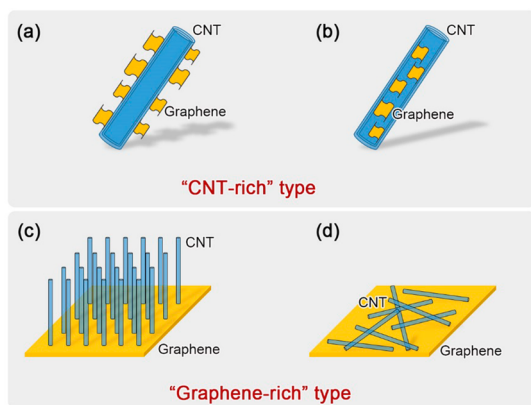 (a)
CNT
Graphene
(b)
CNT
Graphene
“CNT-rich” type
(c)
CNT
Graphene
(d)
CNT
Graphene
“Graphene-rich” type